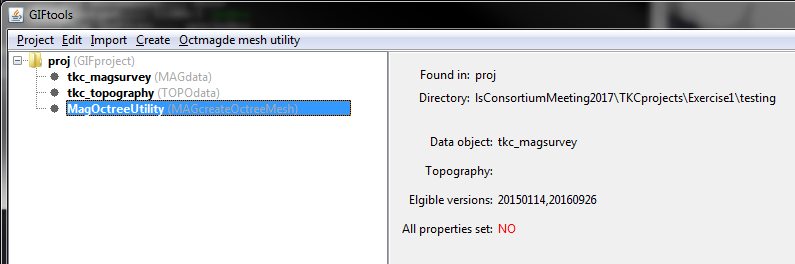 GIFtools
Project Edit Import Create Octmagde mesh utility
proj (GIFproject)
tkc_magsurvey (MAGdata)
tkc_topography (TOPOdata)
MagOctreeUtility (MAGcreateOctreeMesh)
Found in: proj
Directory: lsConsortiumMeeting2017\TKCprojects\Exercise1\testing
Data object: tkc_magsurvey
Topography:
Elgible versions: 20150114,20160926
All properties set: NO